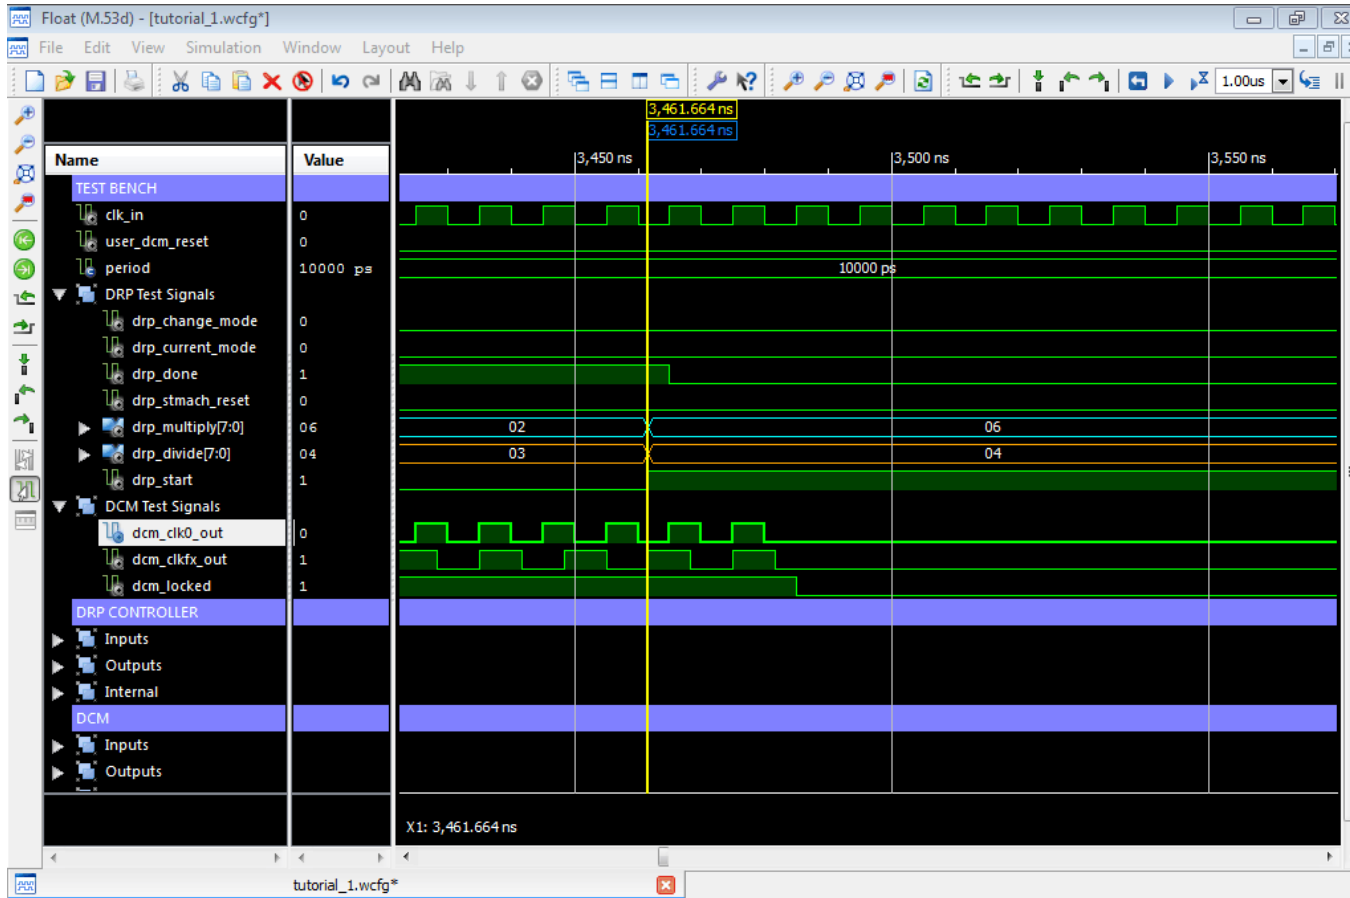 Float (M.53d) - [tutorial_1.wcfg*]
File Edit View Simulation Window Layout Help
1.00us
3,461.664 ns
3,461.664 ns
Name Value 3,450 ns 3,500 ns 3,550 ns
TEST BENCH
clk_in 0
user_dcm_reset 0
period 10000 ps 10000 ps
DRP Test Signals
drp_change_mode 0
drp_current_mode 0
drp_done 1
drp_stmach_reset 0
drp_multiply[7:0] 06 02 06
drp_divide[7:0] 04 03 04
drp_start 1
DCM Test Signals
dcm_clk0_out 0
dcm_clkfx_out 1
dcm_locked 1
DRP CONTROLLER
Inputs
Outputs
Internal
DCM
Inputs
Outputs
X1: 3,461.664 ns
tutorial_1.wcfg*